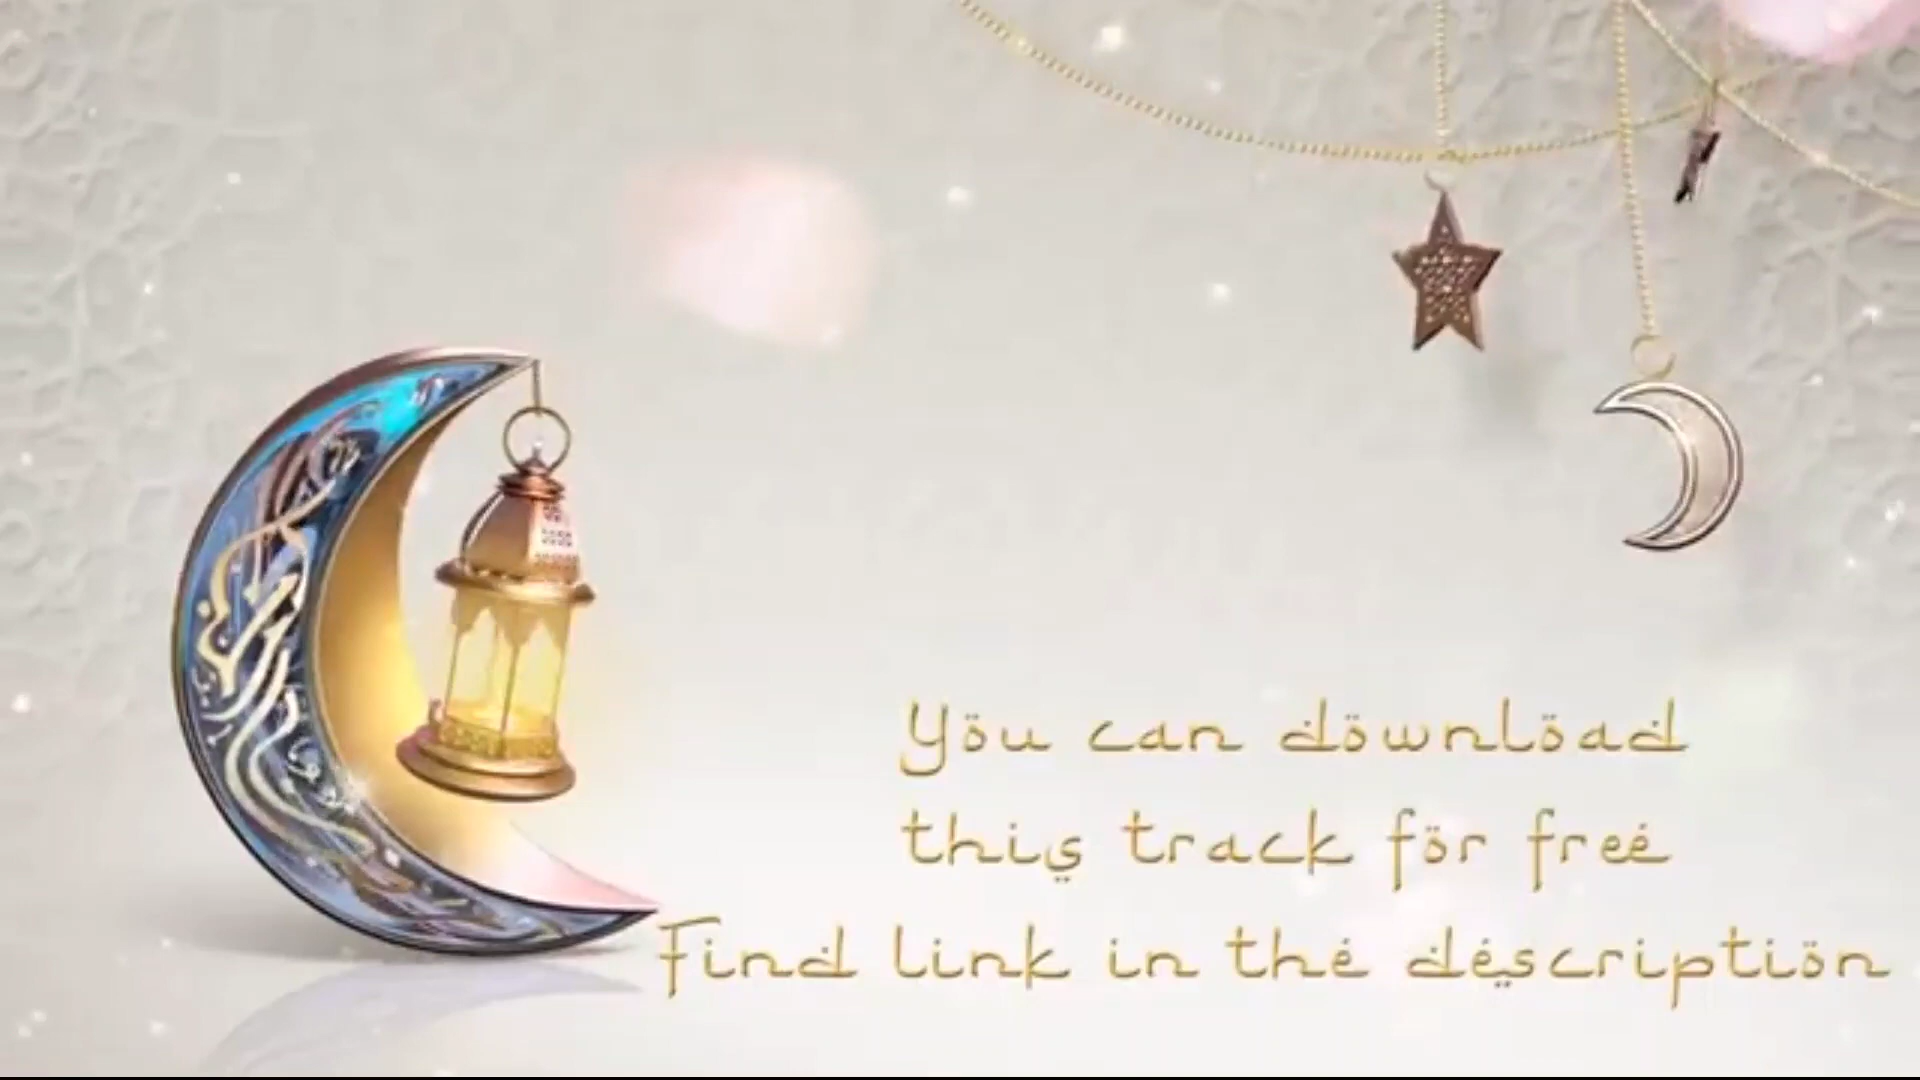 You can download
this track for free
Find link in the description